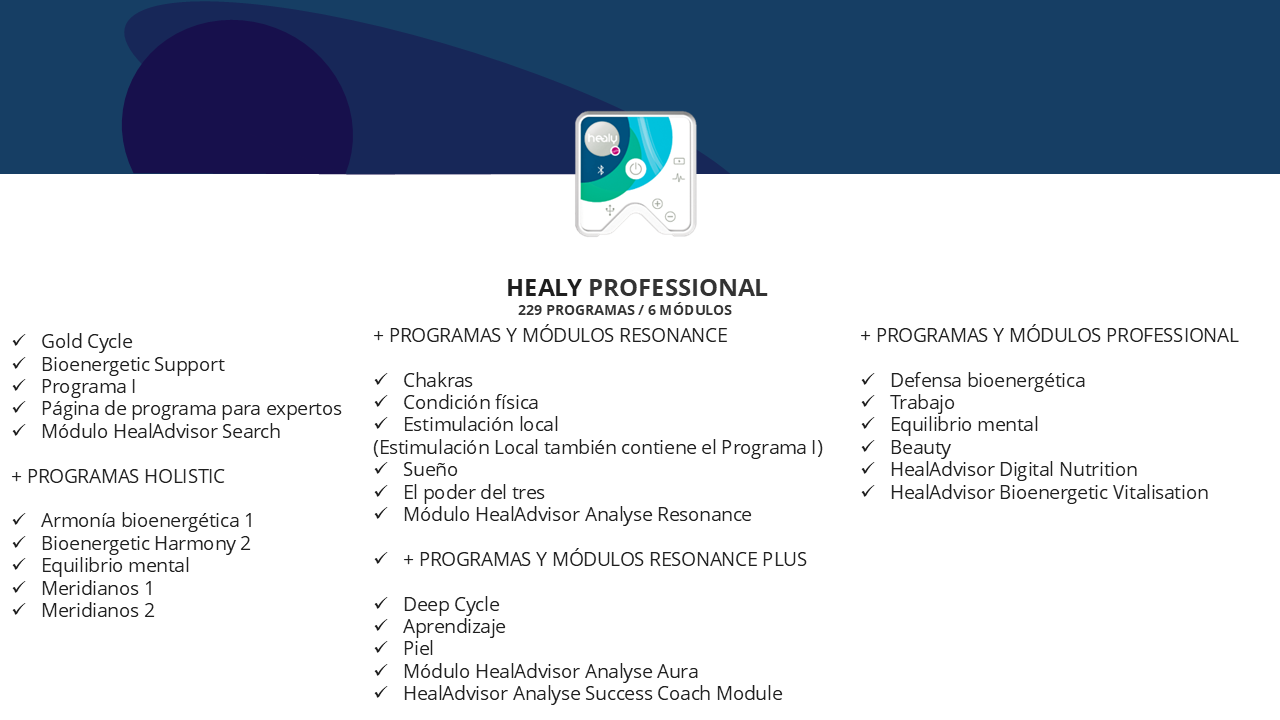 healy
HEALY PROFESSIONAL
229 PROGRAMAS / 6 MÓDULOS
✓ Gold Cycle
✓ Bioenergetic Support
✓ Programa I
✓ Página de programa para expertos
✓ Módulo HealAdvisor Search
+ PROGRAMAS HOLISTIC
✓ Armonía bioenergética 1
✓ Bioenergetic Harmony 2
✓ Equilibrio mental
✓ Meridianos 1
✓ Meridianos 2
+ PROGRAMAS Y MÓDULOS RESONANCE
✓ Chakras
✓ Condición física
✓ Estimulación local
(Estimulación Local también contiene el Programa I)
✓ Sueño
✓ El poder del tres
✓ Módulo HealAdvisor Analyse Resonance
✓ + PROGRAMAS Y MÓDULOS RESONANCE PLUS
✓ Deep Cycle
✓ Aprendizaje
✓ Piel
✓ Módulo HealAdvisor Analyse Aura
✓ HealAdvisor Analyse Success Coach Module
+ PROGRAMAS Y MÓDULOS PROFESSIONAL
✓ Defensa bioenergética
✓ Trabajo
✓ Equilibrio mental
✓ Beauty
✓ HealAdvisor Digital Nutrition
✓ HealAdvisor Bioenergetic Vitalisation